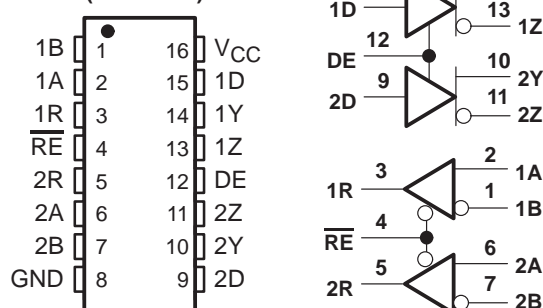 1B 1 16 VCC
1A 2 15 1D
1R 3 14 1Y
RE 4 13 1Z
2R 5 12 DE
2A 6 11 2Z
2B 7 10 2Y
GND 8 9 2D
1D 13 1Z
DE 12
10 2Y
2D 9 11 2Z
1R 3 2 1A
1 1B
RE 4
2R 5 6 2A
7 2B